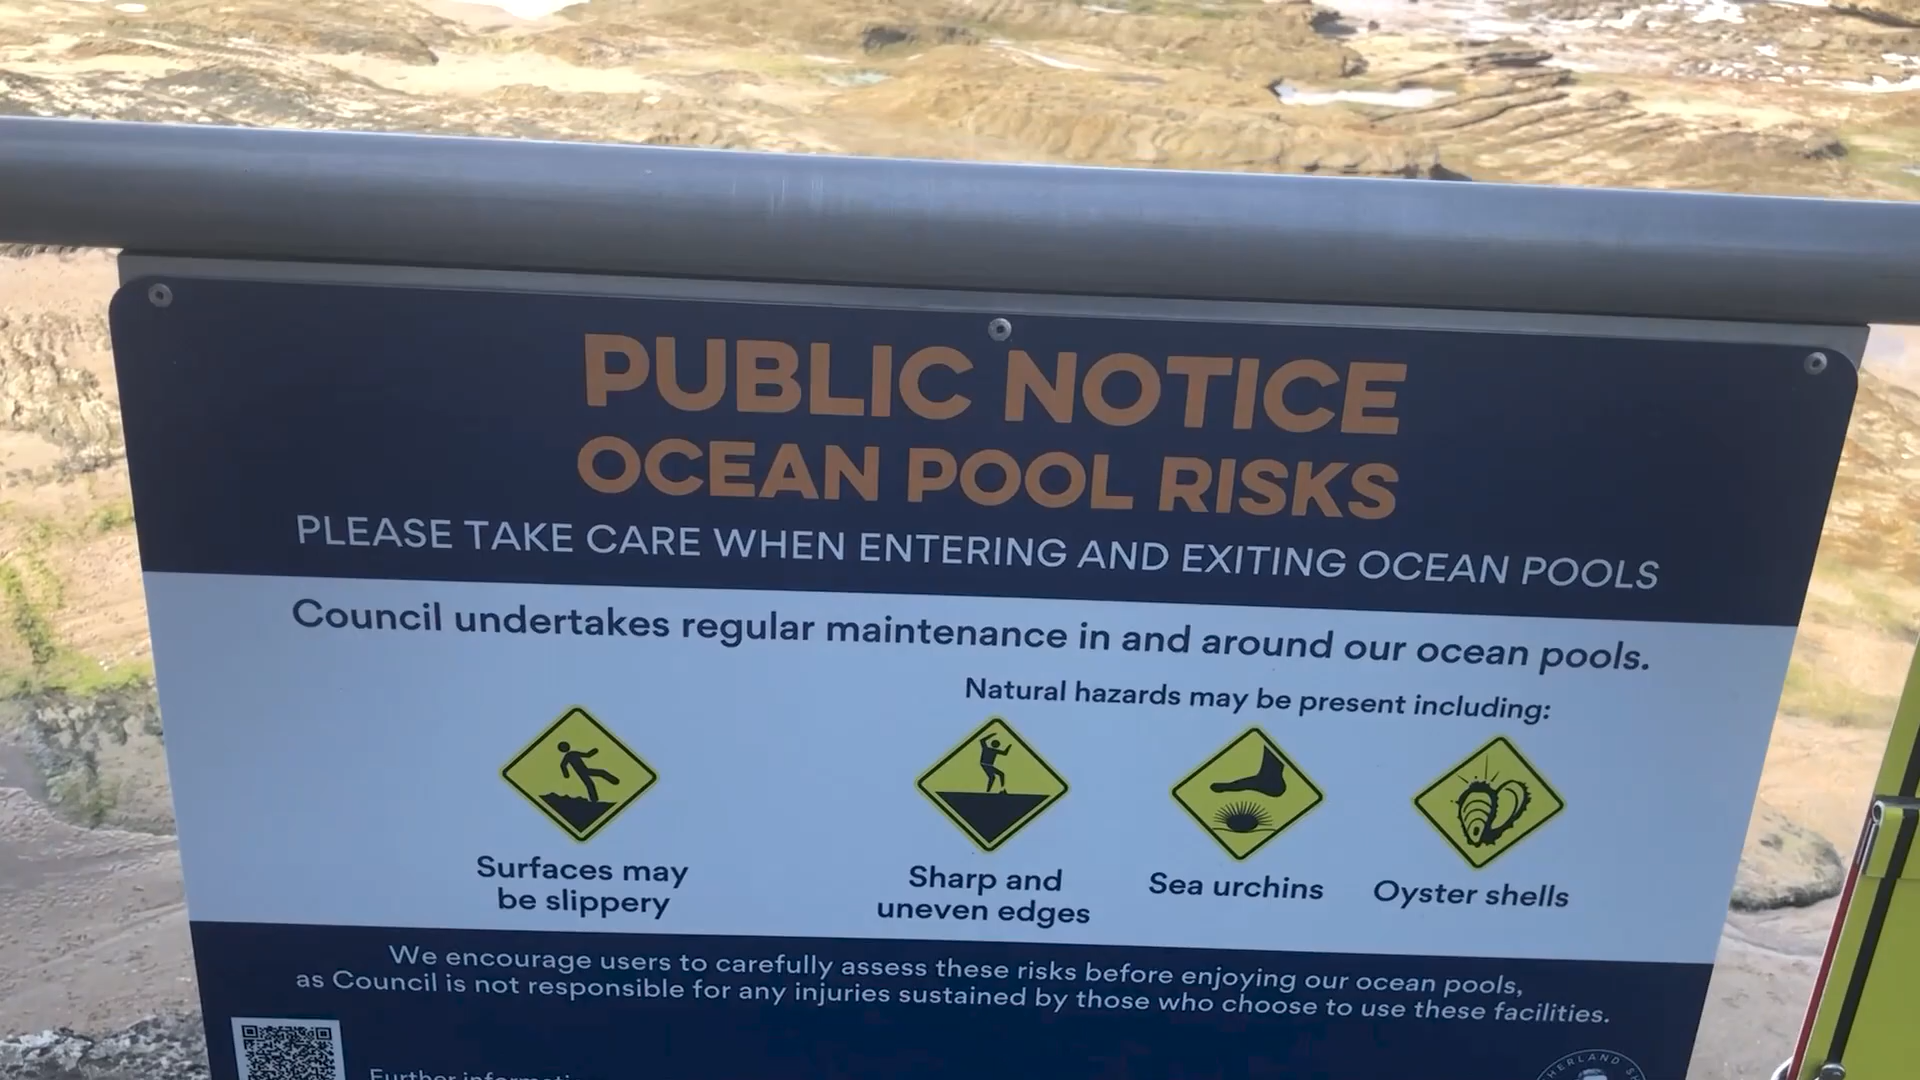 PUBLIC NOTICE
OCEAN POOL RISKS
PLEASE TAKE CARE WHEN ENTERING AND EXITING OCEAN POOLS
Council undertakes regular maintenance in and around our ocean pools.
Natural hazards may be present including:
Surfaces may
be slippery
Sharp and
uneven edges
Sea urchins
Oyster shells
We encourage users to carefully assess these risks before enjoying our ocean pools,
as Council is not responsible for any injuries sustained by those who choose to use these facilities.
Further